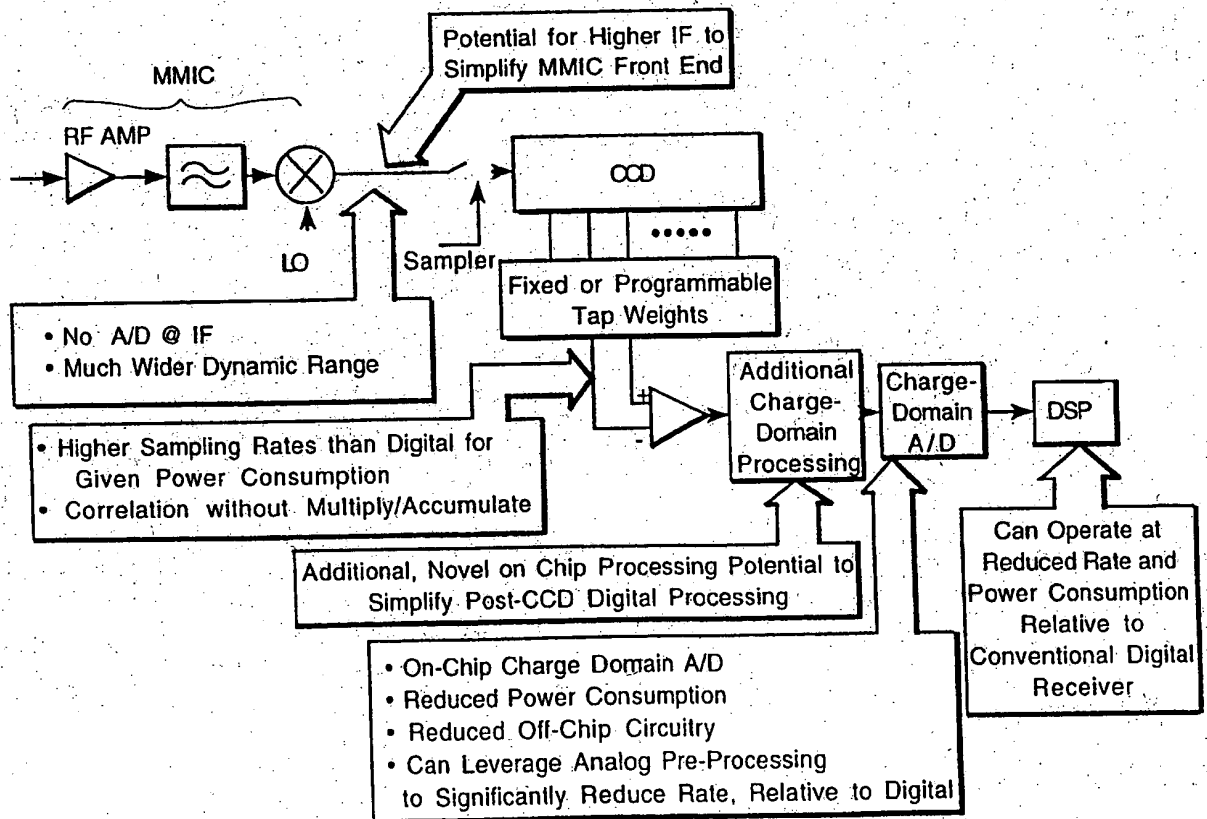 Potential for Higher IF to
Simplify MMIC Front End
MMIC
RF AMP
CCD
LO
Sampler
Fixed or Programmable
Tap Weights
• No A/D @ IF
• Much Wider Dynamic Range
+
-
Additional
Charge-
Domain
Processing
Charge-
Domain
A/D
DSP
• Higher Sampling Rates than Digital for
Given Power Consumption
• Correlation without Multiply/Accumulate
Additional, Novel on Chip Processing Potential to
Simplify Post-CCD Digital Processing
Can Operate at
Reduced Rate and
Power Consumption
Relative to
Conventional Digital
Receiver
• On-Chip Charge Domain A/D
• Reduced Power Consumption
• Reduced Off-Chip Circuitry
• Can Leverage Analog Pre-Processing
to Significantly Reduce Rate, Relative to Digital